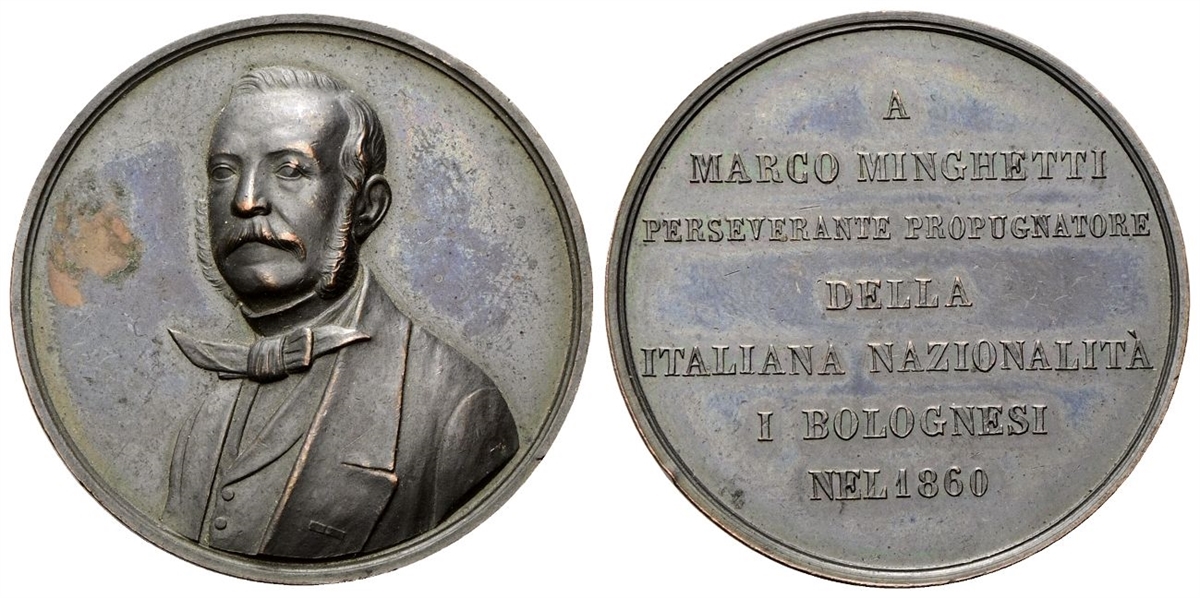 A
MARCO MINGHETTI
PERSEVERANTE PROPUGNATORE
DELLA
ITALIANA NAZIONALITÀ
I BOLOGNESI
NEL 1860